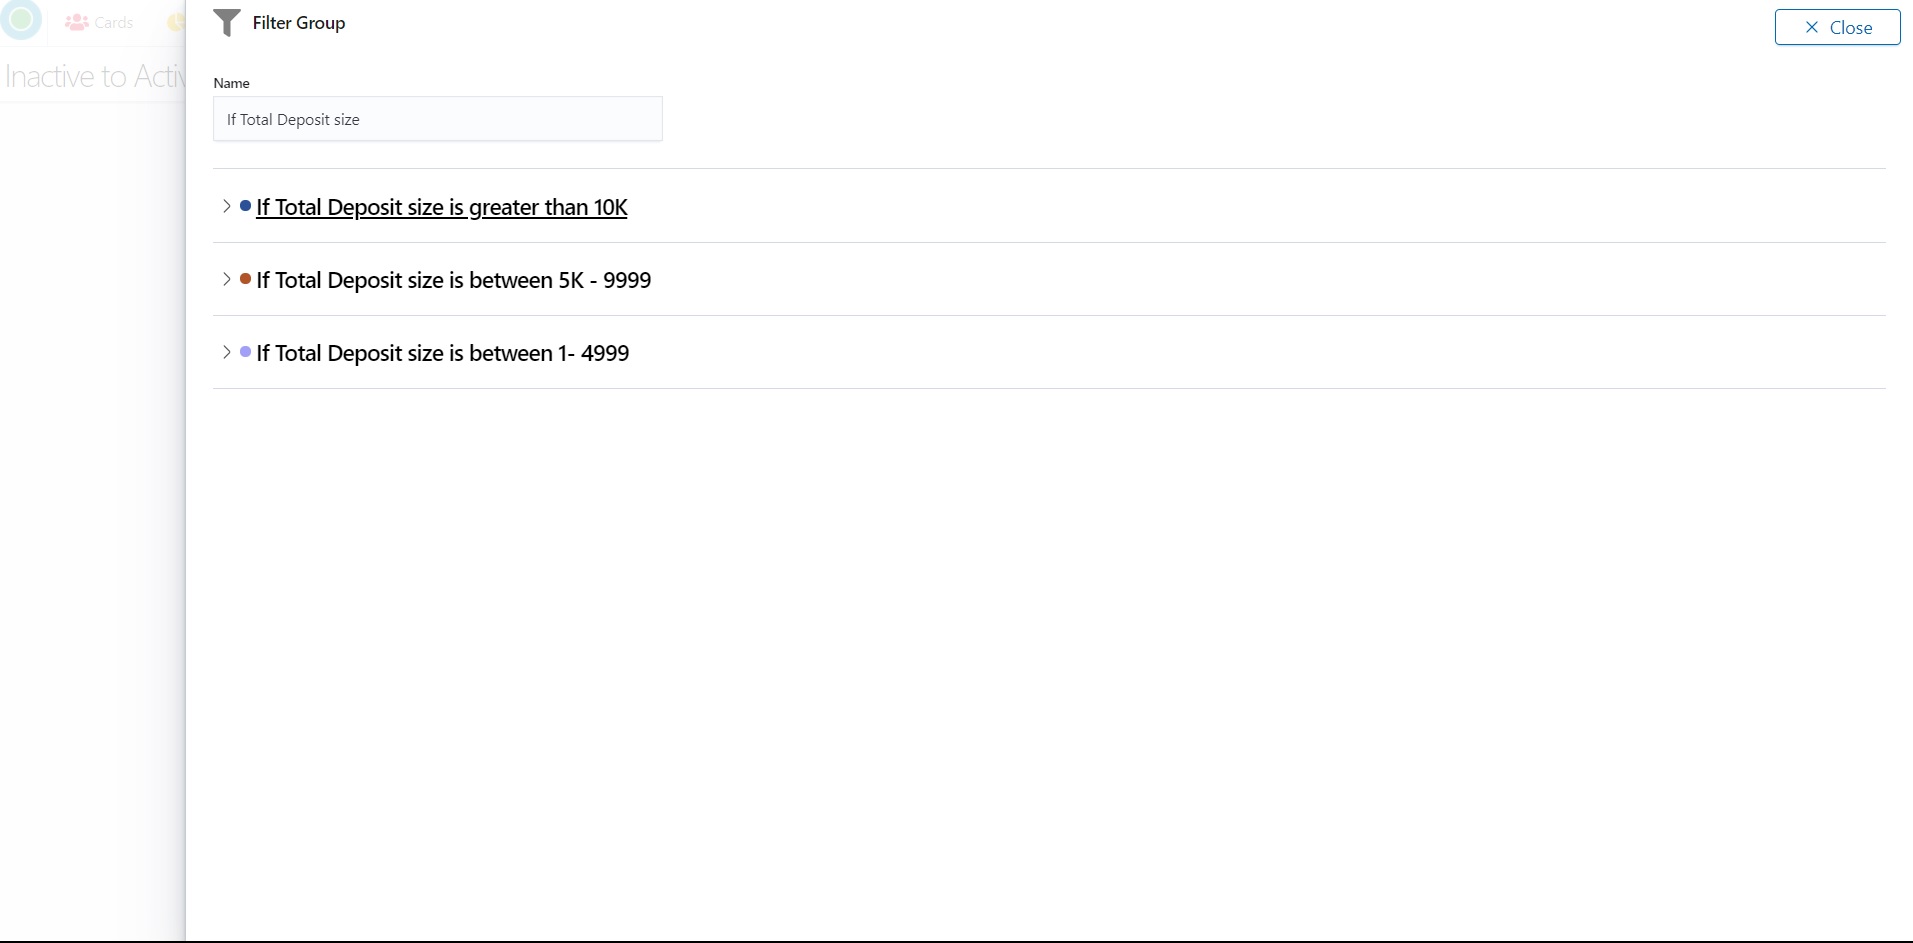 Cards
Filter Group
Close
Inactive to Activ
Name
If Total Deposit size
If Total Deposit size is greater than 10K
If Total Deposit size is between 5K - 9999
If Total Deposit size is between 1- 4999